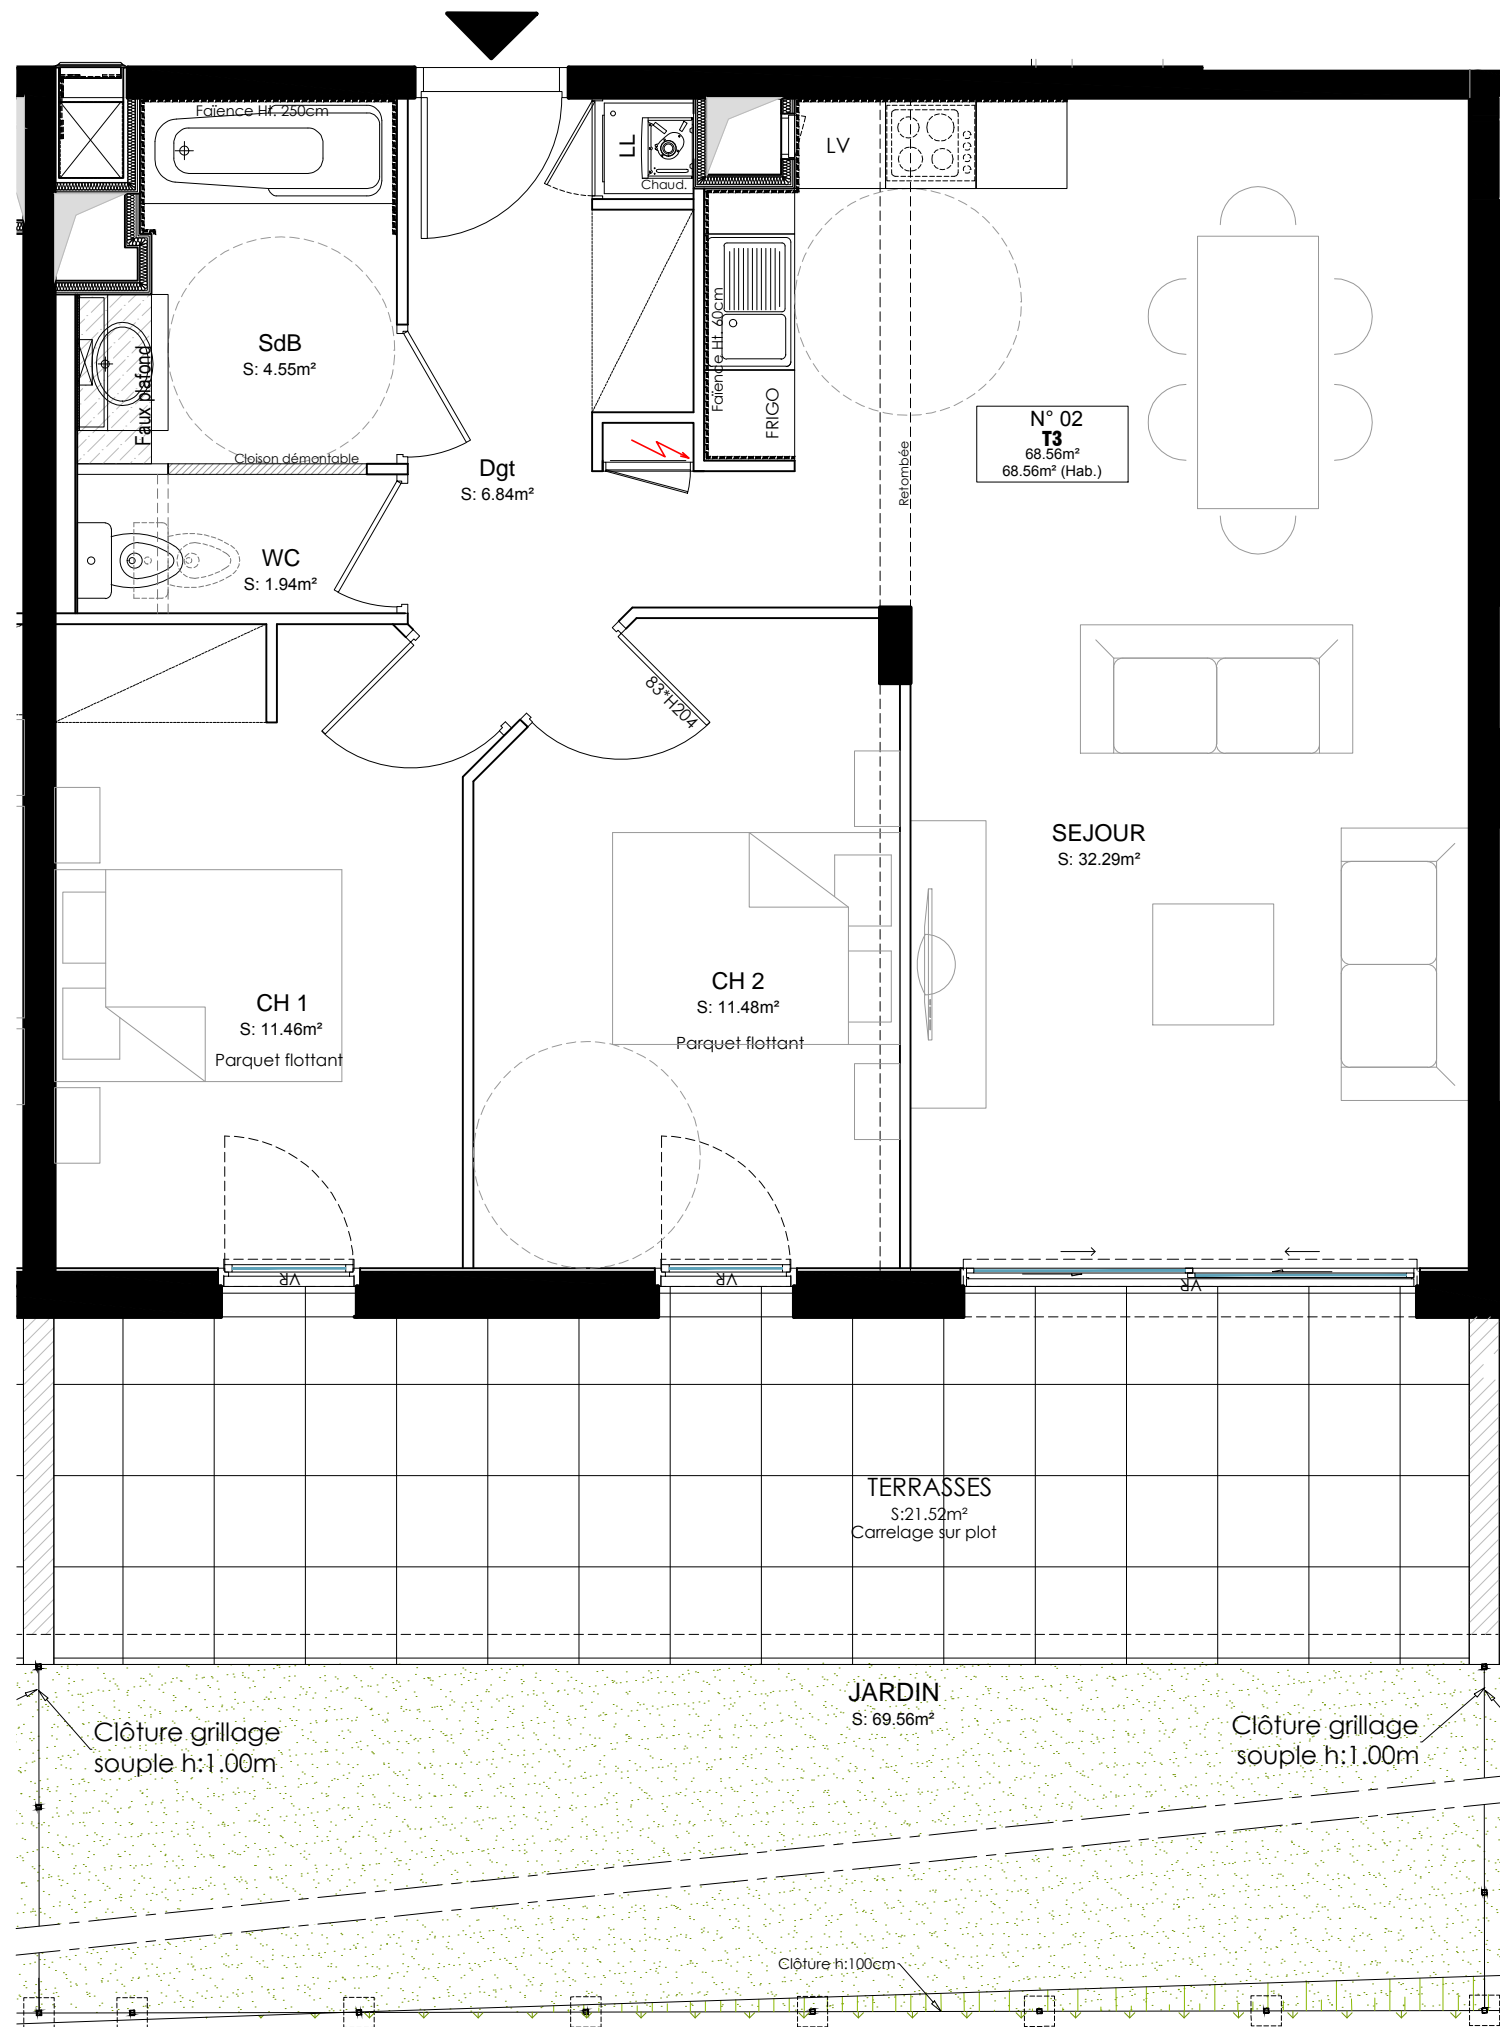 Faïence Ht. 250cm
LL
Chaud.
LV
SdB
S: 4.55m²
Faux plafond
Faïence Ht. 60cm
FRIGO
N° 02
T3
68.56m²
68.56m² (Hab.)
Cloison démontable
Dgt
S: 6.84m²
Retombée
WC
S: 1.94m²
83*H204
SEJOUR
S: 32.29m²
CH 1
S: 11.46m²
Parquet flottant
CH 2
S: 11.48m²
Parquet flottant
VR
VR
VR
TERRASSES
S:21.52m²
Carrelage sur plot
JARDIN
S: 69.56m²
Clôture grillage
souple h:1.00m
Clôture grillage
souple h:1.00m
Clôture h:100cm